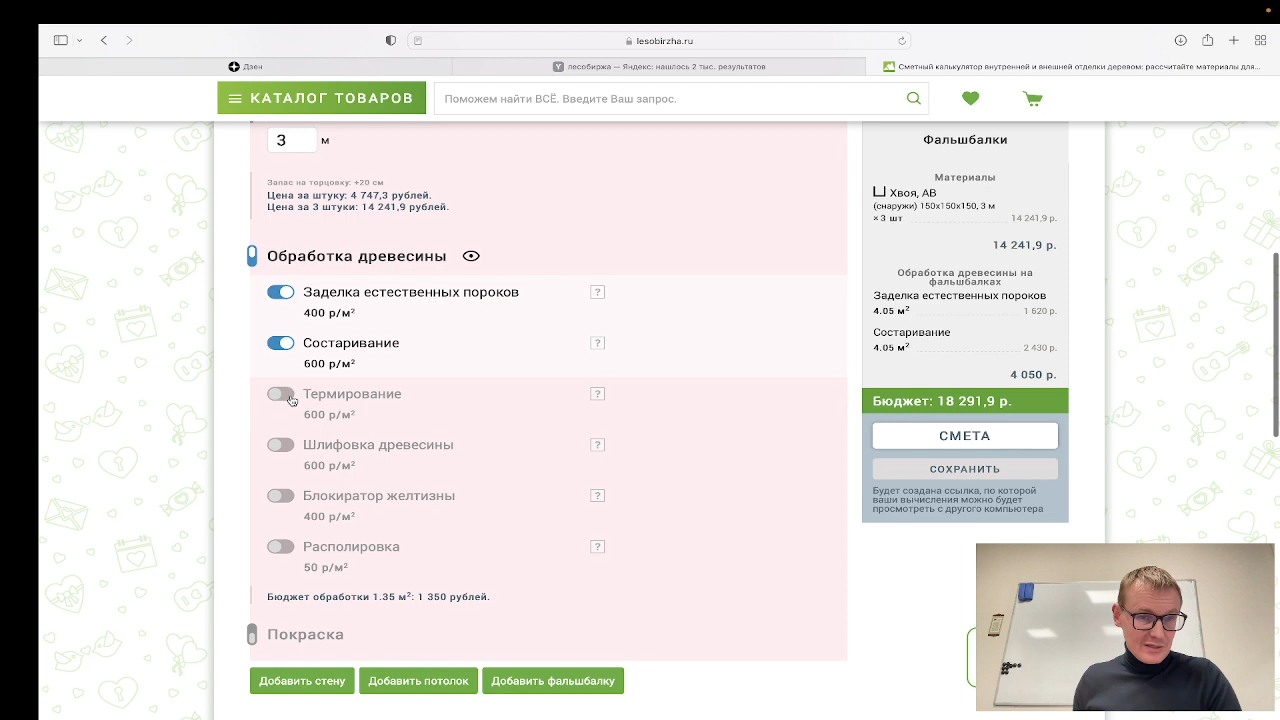 lesobirzha.ru
Дзен
лесобиржа — Яндекс: нашлось 2 тыс. результатов
Сметный калькулятор внутренней и внешней отделки деревом: рассчитайте материалы для...
КАТАЛОГ ТОВАРОВ
Поможем найти ВСЁ. Введите Ваш запрос.
3 м
Запас на торцовку: +20 см
Цена за штуку: 4 747,3 рублей.
Цена за 3 штуки: 14 241,9 рублей.
Обработка древесины
Заделка естественных пороков ?
400 р/м²
Состаривание ?
600 р/м²
Термирование ?
600 р/м²
Шлифовка древесины ?
600 р/м²
Блокиратор желтизны ?
400 р/м²
Располировка ?
50 р/м²
Бюджет обработки 1.35 м²: 1 350 рублей.
Покраска
Добавить стену Добавить потолок Добавить фальшбалку
Фальшбалки
Материалы
Хвоя, АВ
(снаружи) 150x150x150, 3 м
× 3 шт 14 241,9 р.
14 241,9 р.
Обработка древесины на
фальшбалках
Заделка естественных пороков
4.05 м² 1 620 р.
Состаривание
4.05 м² 2 430 р.
4 050 р.
Бюджет: 18 291,9 р.
СМЕТА
СОХРАНИТЬ
Будет создана ссылка, по которой
ваши вычисления можно будет
просмотреть с другого компьютера